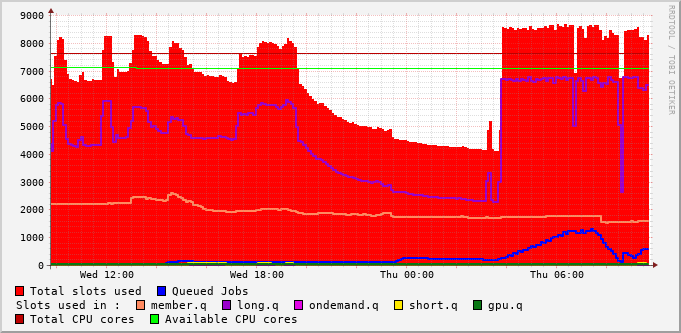 9000
8000
7000
6000
5000
4000
3000
2000
1000
0
Wed 12:00 Wed 18:00 Thu 00:00 Thu 06:00
RRDTOOL / TOBI OETIKER
Total slots used Queued Jobs
Slots used in : member.q long.q ondemand.q short.q gpu.q
Total CPU cores Available CPU cores